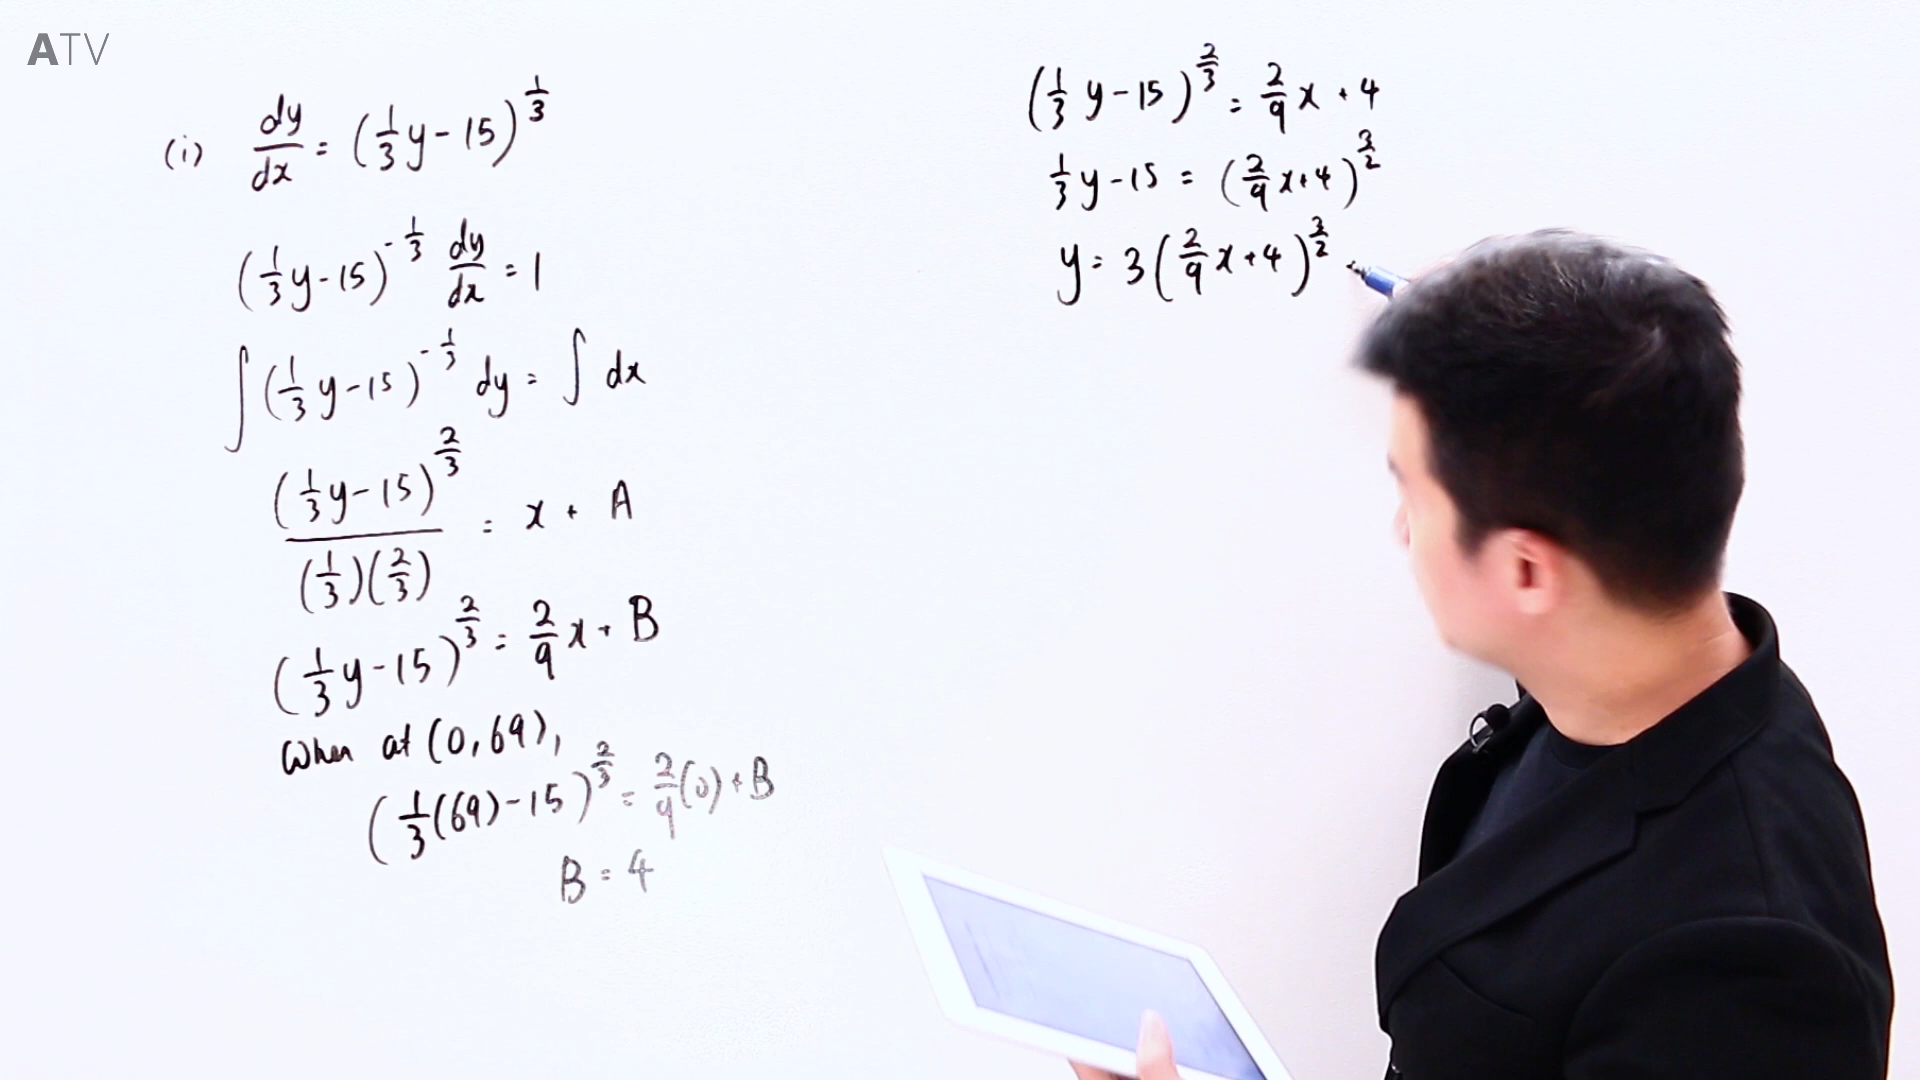 ATV
(i) dy/dx = (1/3 y - 15)^(1/3)
(1/3 y - 15)^(-1/3) dy/dx = 1
∫ (1/3 y - 15)^(-1/3) dy = ∫ dx
(1/3 y - 15)^(2/3) / (1/3)(2/3) = x + A
(1/3 y - 15)^(2/3) = 2/9 x + B
When at (0, 69),
(1/3 (69) - 15)^(2/3) = 2/9 (0) + B
B = 4
(1/3 y - 15)^(2/3) = 2/9 x + 4
1/3 y - 15 = (2/9 x + 4)^(3/2)
y = 3(2/9 x + 4)^(3/2)